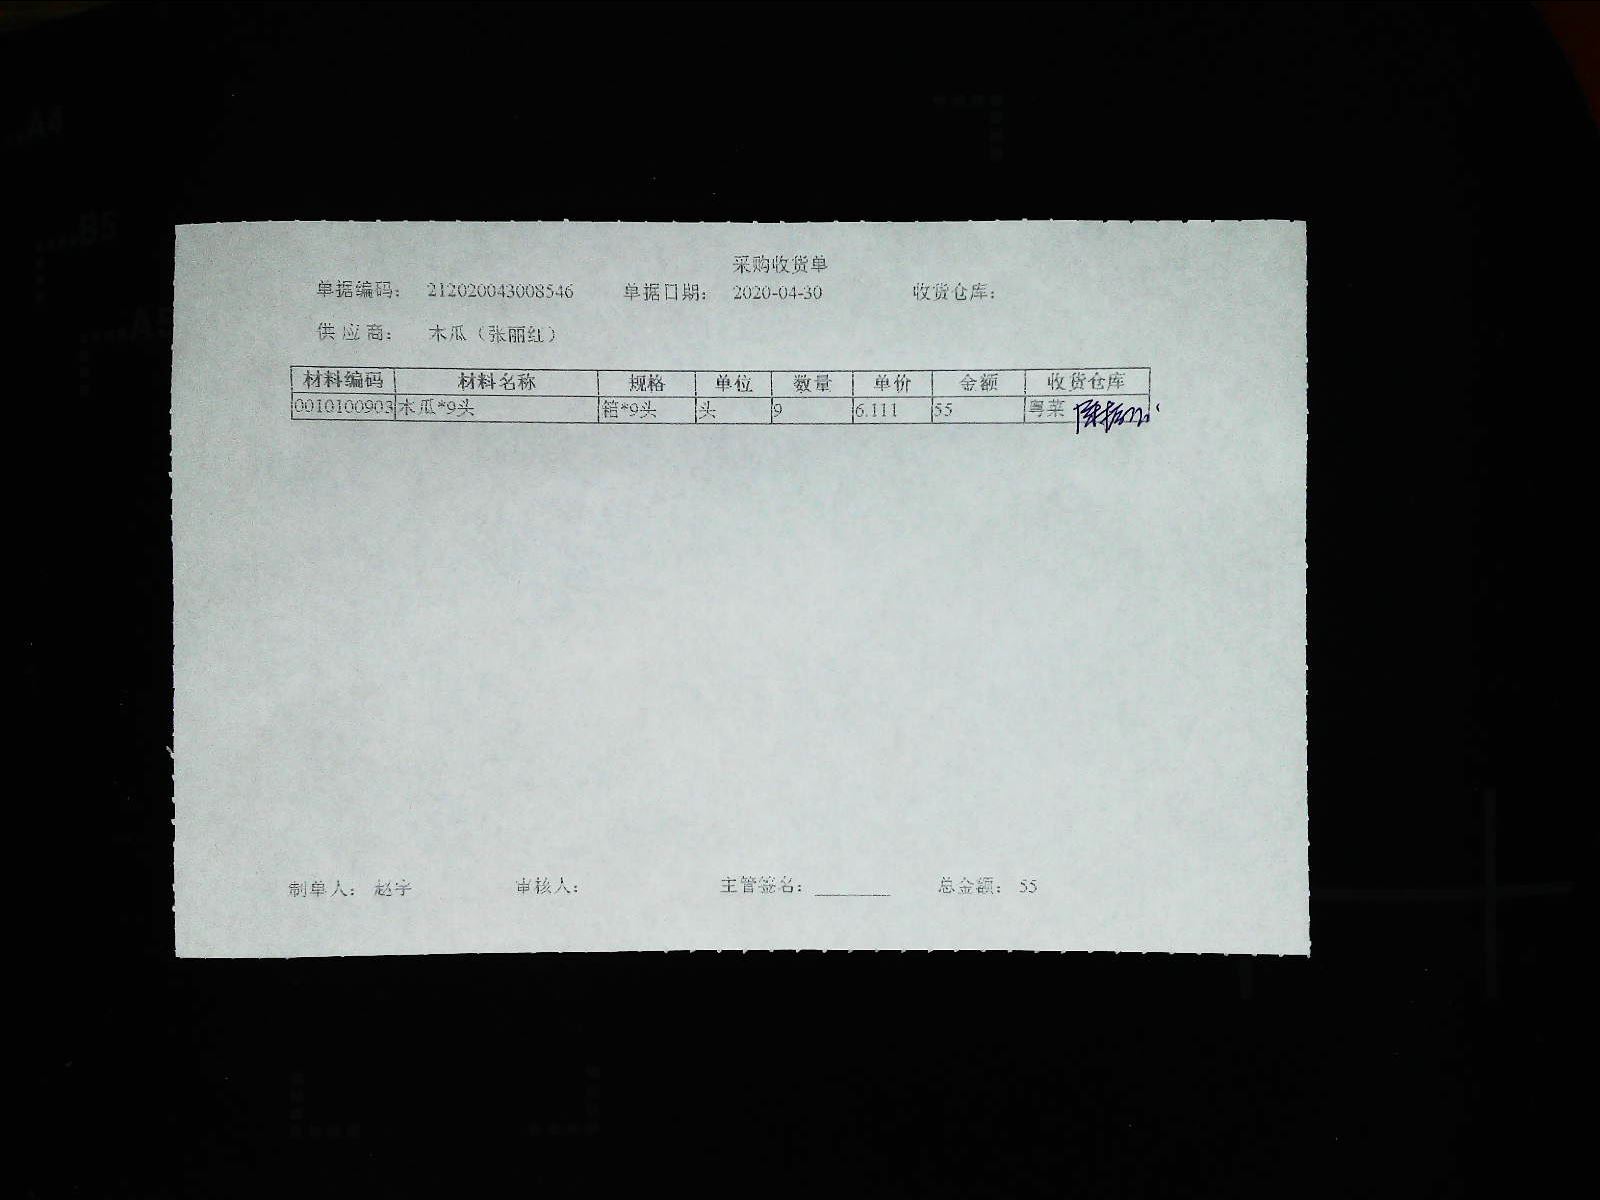 采购收货单
单据编码： 212020043008546 单据日期： 2020-04-30 收货仓库：
供应商： 木瓜（张丽红）
材料编码 材料名称 规格 单位 数量 单价 金额 收货仓库
0010100903 木瓜*9头 箱*9头 头 9 6.111 55 粤菜
制单人： 赵宇 审核人： 主管签名：________ 总金额： 55
A4
B5
A5